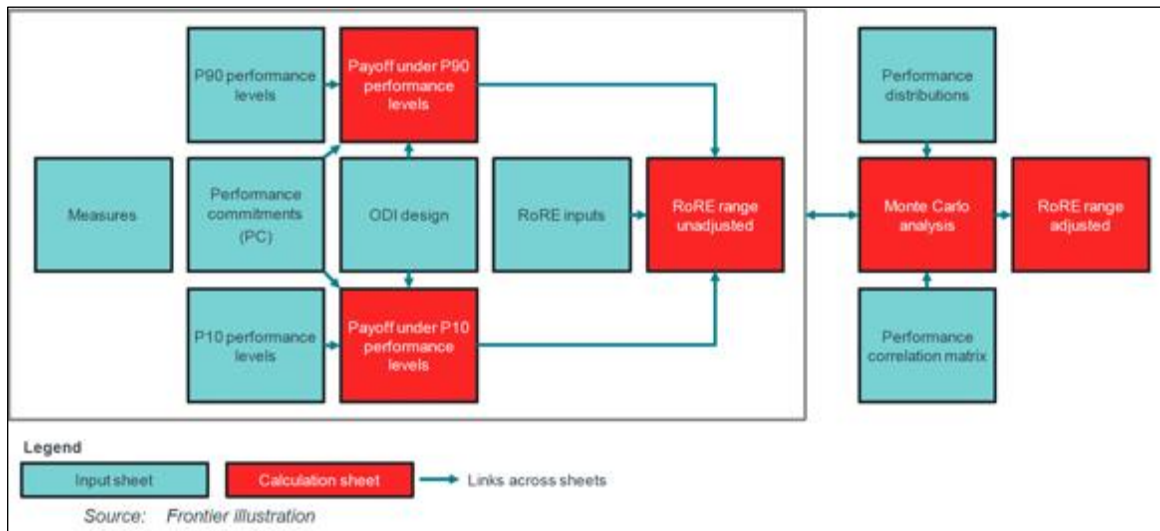 P90 performance
levels
Payoff under P90
performance
levels
Performance
distributions
Measures
Performance
commitments
(PC)
ODI design
RoRE inputs
RoRE range
unadjusted
Monte Carlo
analysis
RoRE range
adjusted
P10 performance
levels
Payoff under P10
performance
levels
Performance
correlation matrix
Legend
Input sheet
Calculation sheet
Links across sheets
Source: Frontier illustration